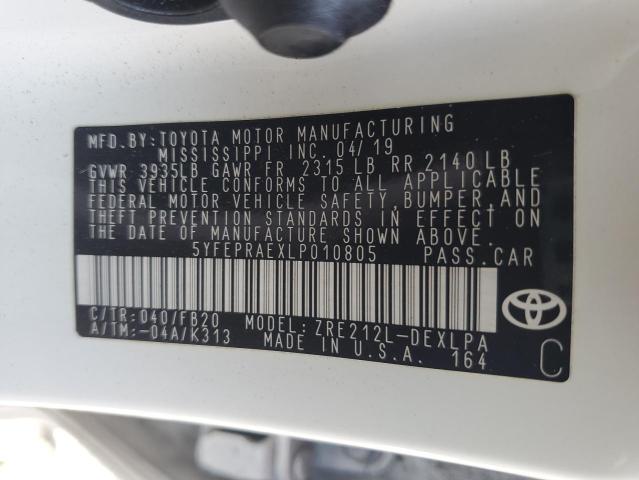 MFD.BY:TOYOTA MOTOR MANUFACTURING
MISSISSIPPI INC. 04/19
GVWR 3935LB GAWR FR 2315 LB RR 2140 LB
THIS VEHICLE CONFORMS TO ALL APPLICABLE
FEDERAL MOTOR VEHICLE SAFETY,BUMPER,AND
THEFT PREVENTION STANDARDS IN EFFECT ON
THE DATE OF MANUFACTURE SHOWN ABOVE.
5YFEPRAEXLP010805 PASS.CAR
C/TR:040/FB20 MODEL:ZRE212L-DEXLPA
A/TM:-04A/K313 MADE IN U.S.A. 164
C